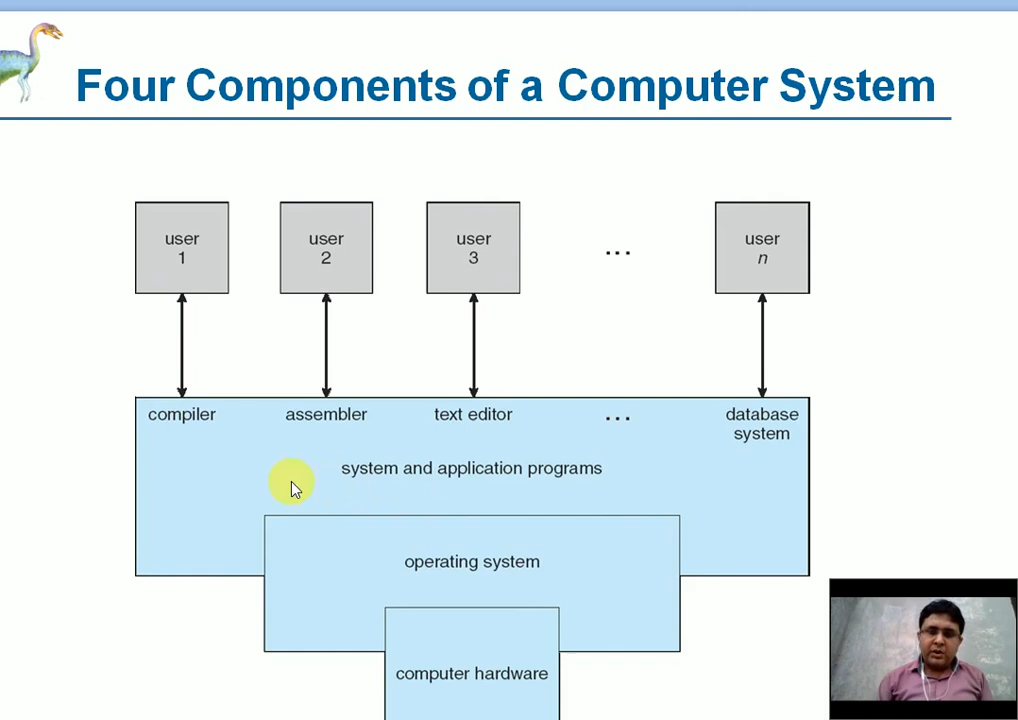 Four Components of a Computer System
user
1
user
2
user
3
...
user
n
compiler
assembler
text editor
...
database
system
system and application programs
operating system
computer hardware